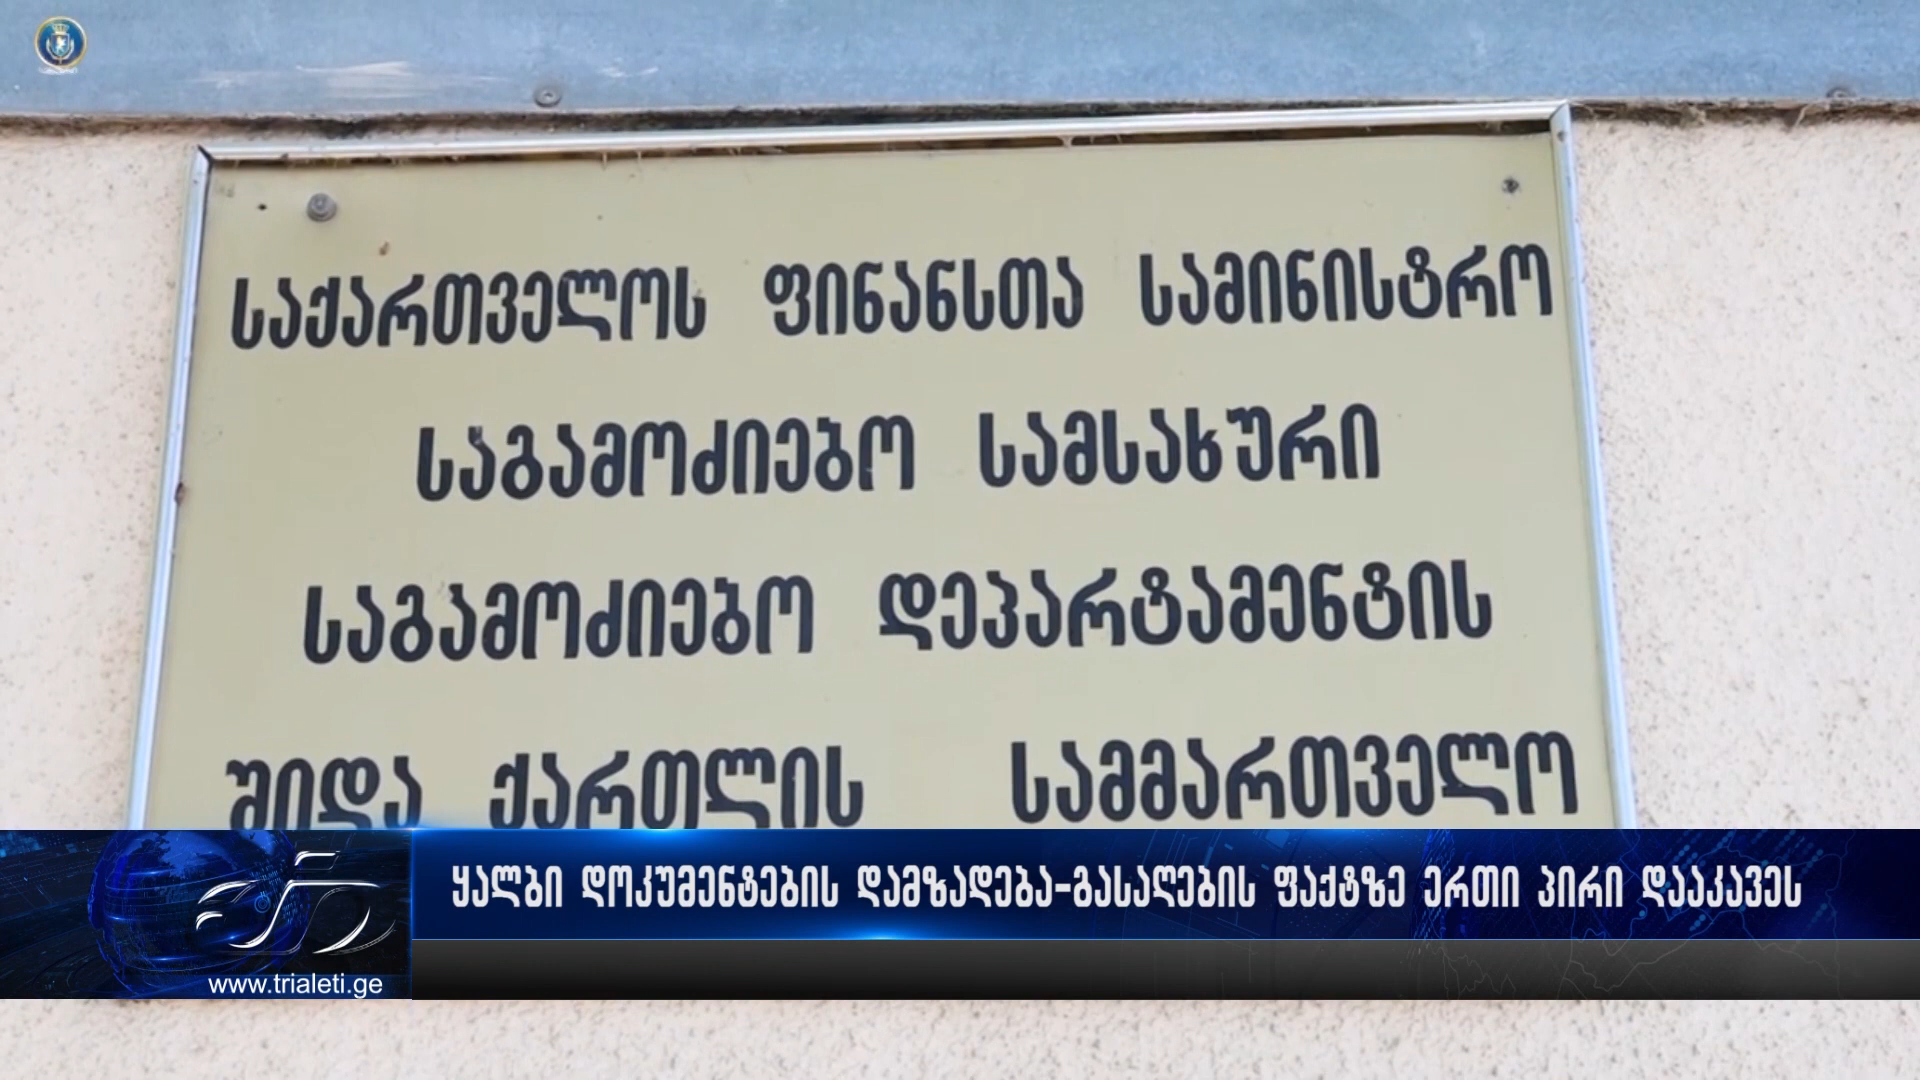 საქართველოს ფინანსთა სამინისტრო
საგამოძიებო სამსახური
საგამოძიებო დეპარტამენტის
შიდა ქართლის სამმართველო
ყალბი დოკუმენტების დამზადება-გასაღების ფაქტზე ერთი პირი დააკავეს
www.trialeti.ge